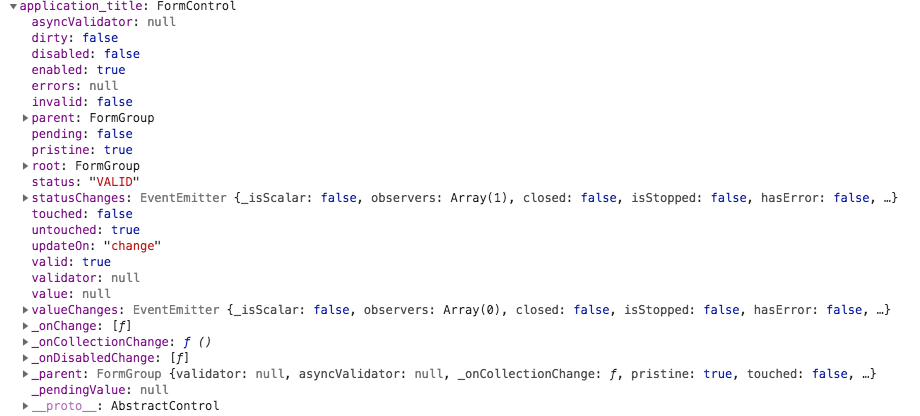 ▼application_title: FormControl
asyncValidator: null
dirty: false
disabled: false
enabled: true
errors: null
invalid: false
▶parent: FormGroup
pending: false
pristine: true
▶root: FormGroup
status: "VALID"
▶statusChanges: EventEmitter {_isScalar: false, observers: Array(1), closed: false, isStopped: false, hasError: false, …}
touched: false
untouched: true
updateOn: "change"
valid: true
validator: null
value: null
▶valueChanges: EventEmitter {_isScalar: false, observers: Array(0), closed: false, isStopped: false, hasError: false, …}
▶_onChange: [ƒ]
▶_onCollectionChange: ƒ ()
▶_onDisabledChange: [ƒ]
▶_parent: FormGroup {validator: null, asyncValidator: null, _onCollectionChange: ƒ, pristine: true, touched: false, …}
_pendingValue: null
▶__proto__: AbstractControl